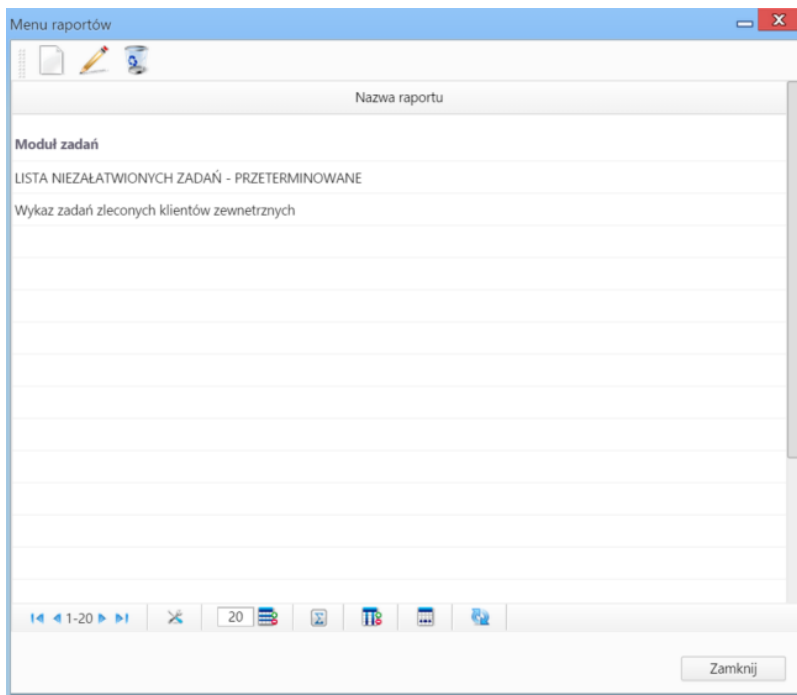 Menu raportów
Nazwa raportu
Moduł zadań
LISTA NIEZAŁATWIONYCH ZADAŃ - PRZETERMINOWANE
Wykaz zadań zleconych klientów zewnetrznych
1-20 20
Zamknij